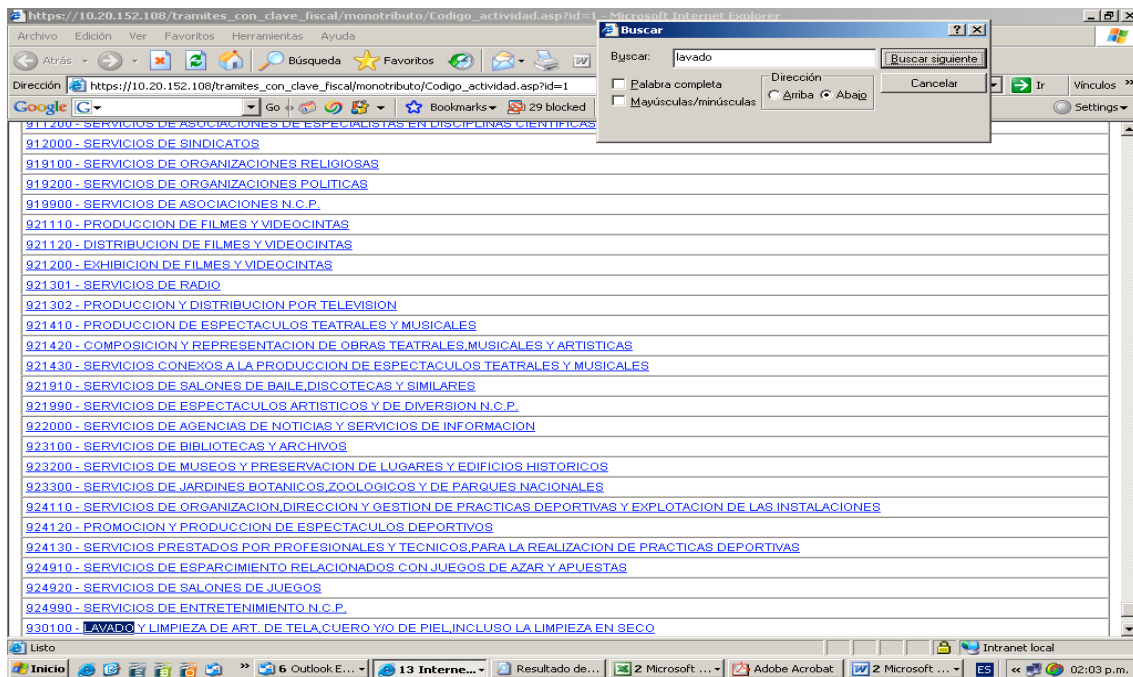 https://10.20.152.108/tramites_con_clave_fiscal/monotributo/Codigo_actividad.asp?id=1 - Microsoft Internet Explorer
Archivo Edición Ver Favoritos Herramientas Ayuda
Atrás Búsqueda Favoritos
Dirección https://10.20.152.108/tramites_con_clave_fiscal/monotributo/Codigo_actividad.asp?id=1 Ir Vínculos »
Google G Go Bookmarks 29 blocked Settings
Buscar
Buscar: lavado Buscar siguiente
Palabra completa Dirección Cancelar
Mayúsculas/minúsculas Arriba Abajo
911200 - SERVICIOS DE ASOCIACIONES DE ESPECIALISTAS EN DISCIPLINAS CIENTIFICAS
912000 - SERVICIOS DE SINDICATOS
919100 - SERVICIOS DE ORGANIZACIONES RELIGIOSAS
919200 - SERVICIOS DE ORGANIZACIONES POLITICAS
919900 - SERVICIOS DE ASOCIACIONES N.C.P.
921110 - PRODUCCION DE FILMES Y VIDEOCINTAS
921120 - DISTRIBUCION DE FILMES Y VIDEOCINTAS
921200 - EXHIBICION DE FILMES Y VIDEOCINTAS
921301 - SERVICIOS DE RADIO
921302 - PRODUCCION Y DISTRIBUCION POR TELEVISION
921410 - PRODUCCION DE ESPECTACULOS TEATRALES Y MUSICALES
921420 - COMPOSICION Y REPRESENTACION DE OBRAS TEATRALES,MUSICALES Y ARTISTICAS
921430 - SERVICIOS CONEXOS A LA PRODUCCION DE ESPECTACULOS TEATRALES Y MUSICALES
921910 - SERVICIOS DE SALONES DE BAILE,DISCOTECAS Y SIMILARES
921990 - SERVICIOS DE ESPECTACULOS ARTISTICOS Y DE DIVERSION N.C.P.
922000 - SERVICIOS DE AGENCIAS DE NOTICIAS Y SERVICIOS DE INFORMACION
923100 - SERVICIOS DE BIBLIOTECAS Y ARCHIVOS
923200 - SERVICIOS DE MUSEOS Y PRESERVACION DE LUGARES Y EDIFICIOS HISTORICOS
923300 - SERVICIOS DE JARDINES BOTANICOS,ZOOLOGICOS Y DE PARQUES NACIONALES
924110 - SERVICIOS DE ORGANIZACION,DIRECCION Y GESTION DE PRACTICAS DEPORTIVAS Y EXPLOTACION DE LAS INSTALACIONES
924120 - PROMOCION Y PRODUCCION DE ESPECTACULOS DEPORTIVOS
924130 - SERVICIOS PRESTADOS POR PROFESIONALES Y TECNICOS,PARA LA REALIZACION DE PRACTICAS DEPORTIVAS
924910 - SERVICIOS DE ESPARCIMIENTO RELACIONADOS CON JUEGOS DE AZAR Y APUESTAS
924920 - SERVICIOS DE SALONES DE JUEGOS
924990 - SERVICIOS DE ENTRETENIMIENTO N.C.P.
930100 - LAVADO Y LIMPIEZA DE ART. DE TELA,CUERO Y/O DE PIEL,INCLUSO LA LIMPIEZA EN SECO
Listo Intranet local
Inicio » 6 Outlook E... 13 Interne... Resultado de... 2 Microsoft ... Adobe Acrobat 2 Microsoft ... ES « 02:03 p.m.